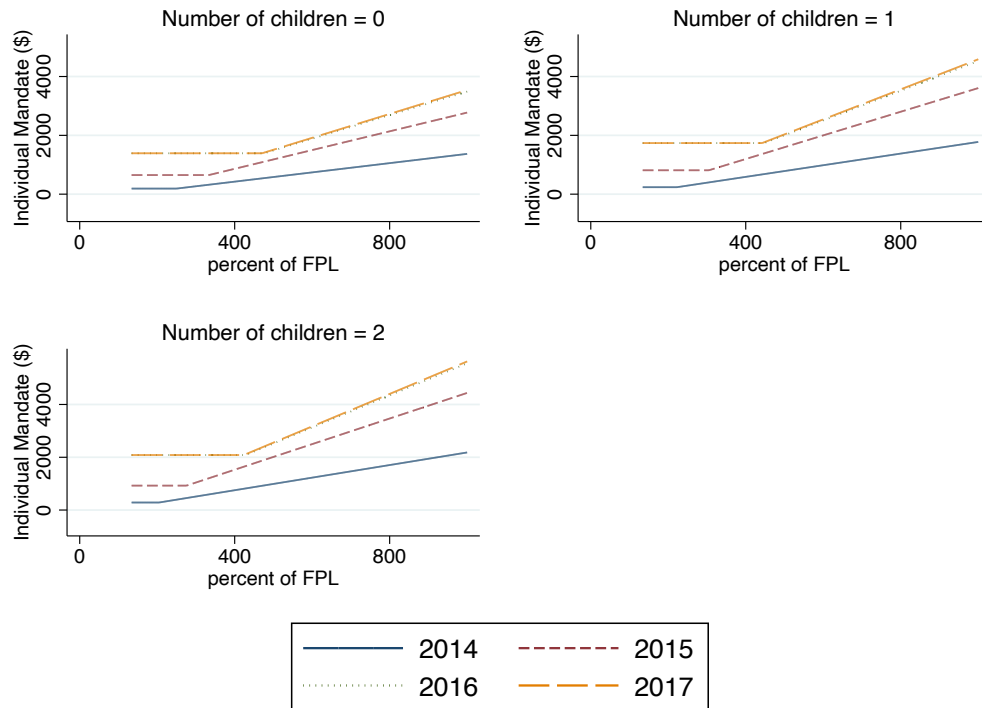 Number of children = 0
Individual Mandate ($)
0 2000 4000
0 400 800
percent of FPL
Number of children = 1
Individual Mandate ($)
0 2000 4000
0 400 800
percent of FPL
Number of children = 2
Individual Mandate ($)
0 2000 4000
0 400 800
percent of FPL
2014 2015
2016 2017